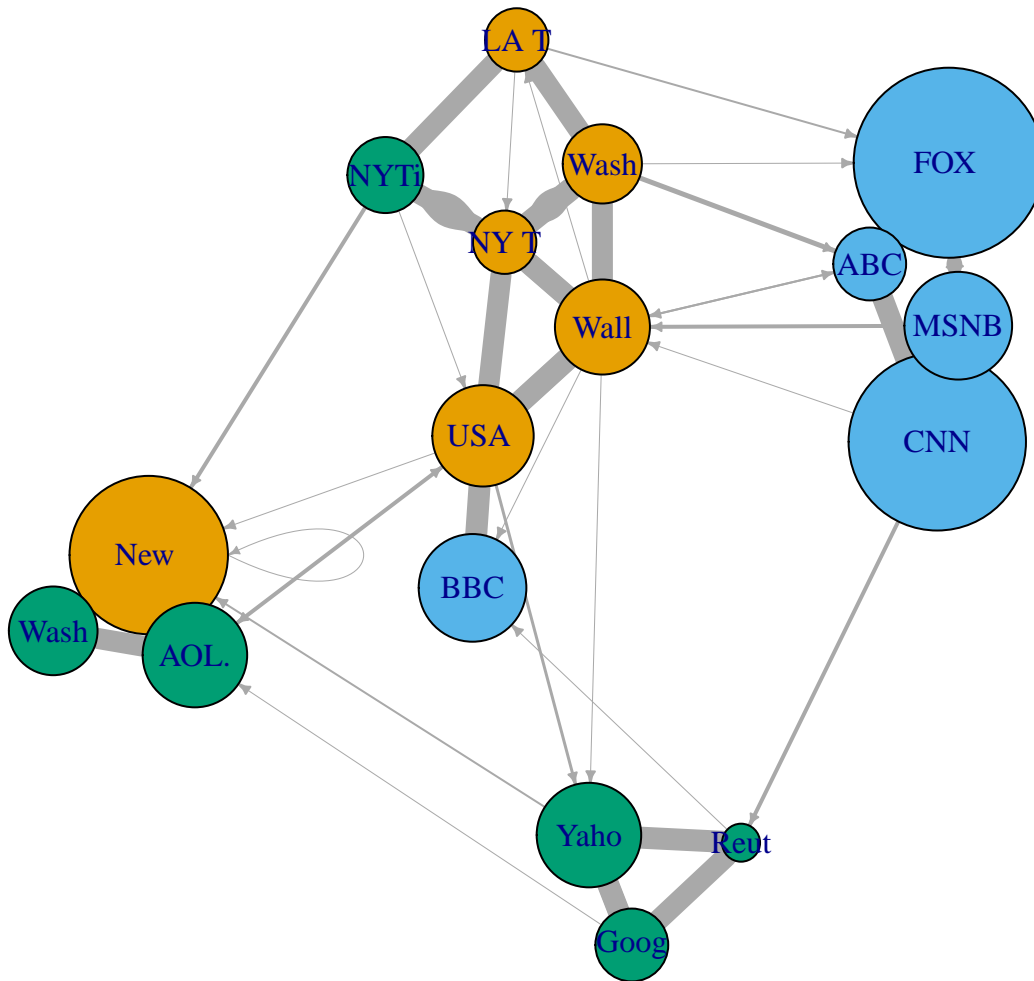 LA T
FOX
Wash
NYTi
NY T
ABC
Wall
MSNB
USA
CNN
New
BBC
Wash
AOL.
Yaho
Reut
Goog